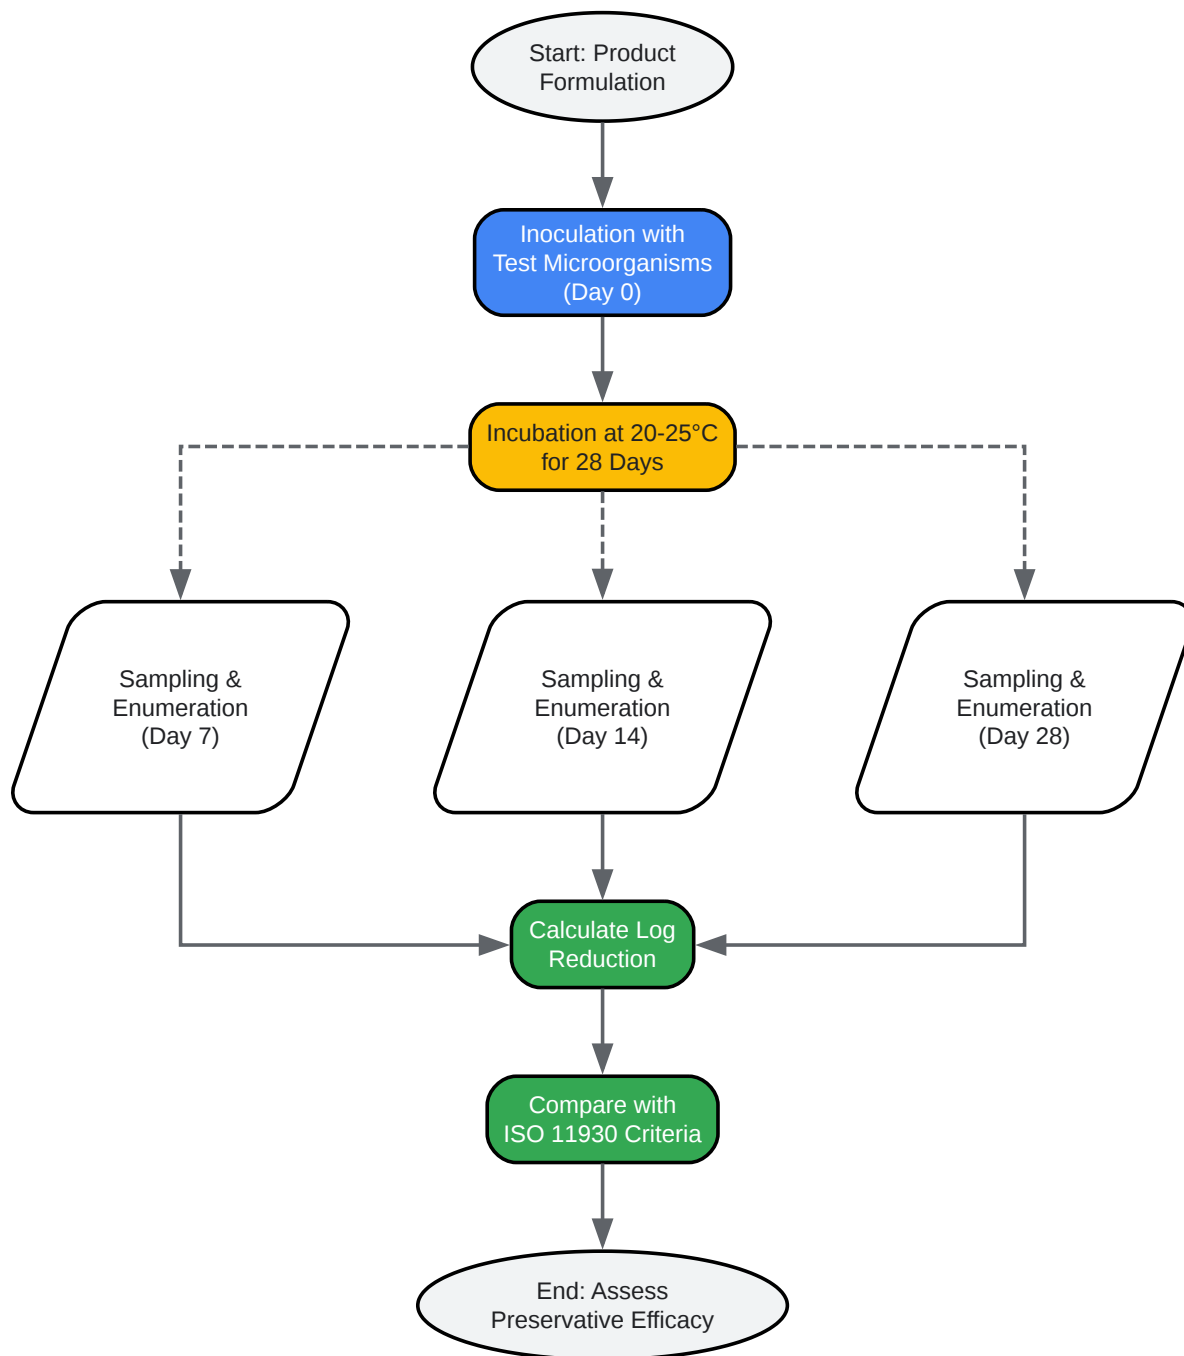 Start: Product
Formulation
Inoculation with
Test Microorganisms
(Day 0)
Incubation at 20-25°C
for 28 Days
Sampling &
Enumeration
(Day 7)
Sampling &
Enumeration
(Day 14)
Sampling &
Enumeration
(Day 28)
Calculate Log
Reduction
Compare with
ISO 11930 Criteria
End: Assess
Preservative Efficacy